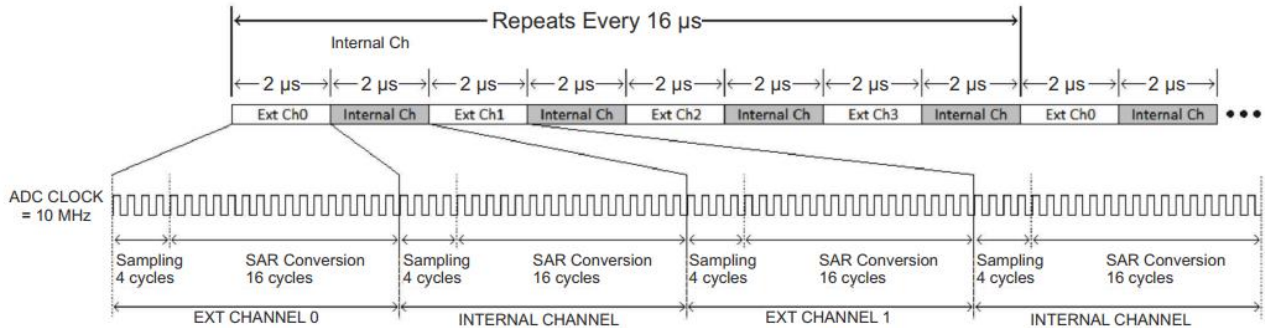 Repeats Every 16 µs
Internal Ch
2 µs 2 µs 2 µs 2 µs 2 µs 2 µs 2 µs 2 µs 2 µs 2 µs
Ext Ch0 Internal Ch Ext Ch1 Internal Ch Ext Ch2 Internal Ch Ext Ch3 Internal Ch Ext Ch0 Internal Ch •••
ADC CLOCK
= 10 MHz
Sampling SAR Conversion Sampling SAR Conversion Sampling SAR Conversion Sampling SAR Conversion
4 cycles 16 cycles 4 cycles 16 cycles 4 cycles 16 cycles 4 cycles 16 cycles
EXT CHANNEL 0 INTERNAL CHANNEL EXT CHANNEL 1 INTERNAL CHANNEL